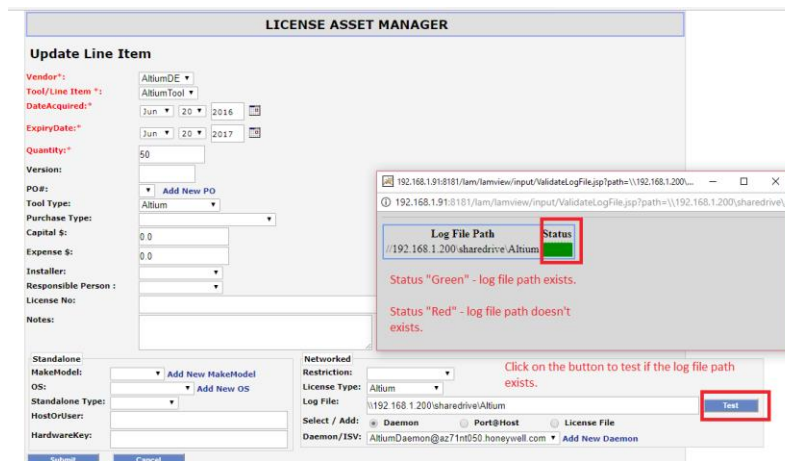 LICENSE ASSET MANAGER
Update Line Item
Vendor*: AltiumDE
Tool/Line Item *: AltiumTool
DateAcquired:* Jun 20 2016
ExpiryDate:* Jun 20 2017
Quantity:* 50
Version:
PO#: Add New PO
Tool Type: Altium
Purchase Type:
Capital $: 0.0
Expense $: 0.0
Installer:
Responsible Person :
License No:
Notes:
192.168.1.91:8181/lam/lamview/input/ValidateLogFile.jsp?path=\\192.168.1.200\...
192.168.1.91:8181/lam/lamview/input/ValidateLogFile.jsp?path=\\192.168.1.200\sharedrive\
Log File Path Status
//192.168.1.200\sharedrive\Altium
Status "Green" - log file path exists.
Status "Red" - log file path doesn't
exists.
Standalone
MakeModel: Add New MakeModel
OS: Add New OS
Standalone Type:
HostOrUser:
HardwareKey:
Networked
Restriction:
Click on the button to test if the log file path
exists.
License Type: Altium
Log File: \\192.168.1.200\sharedrive\Altium Test
Select / Add: Daemon Port@Host License File
Daemon/ISV: AltiumDaemon@az71nt050.honeywell.com Add New Daemon
Submit Cancel